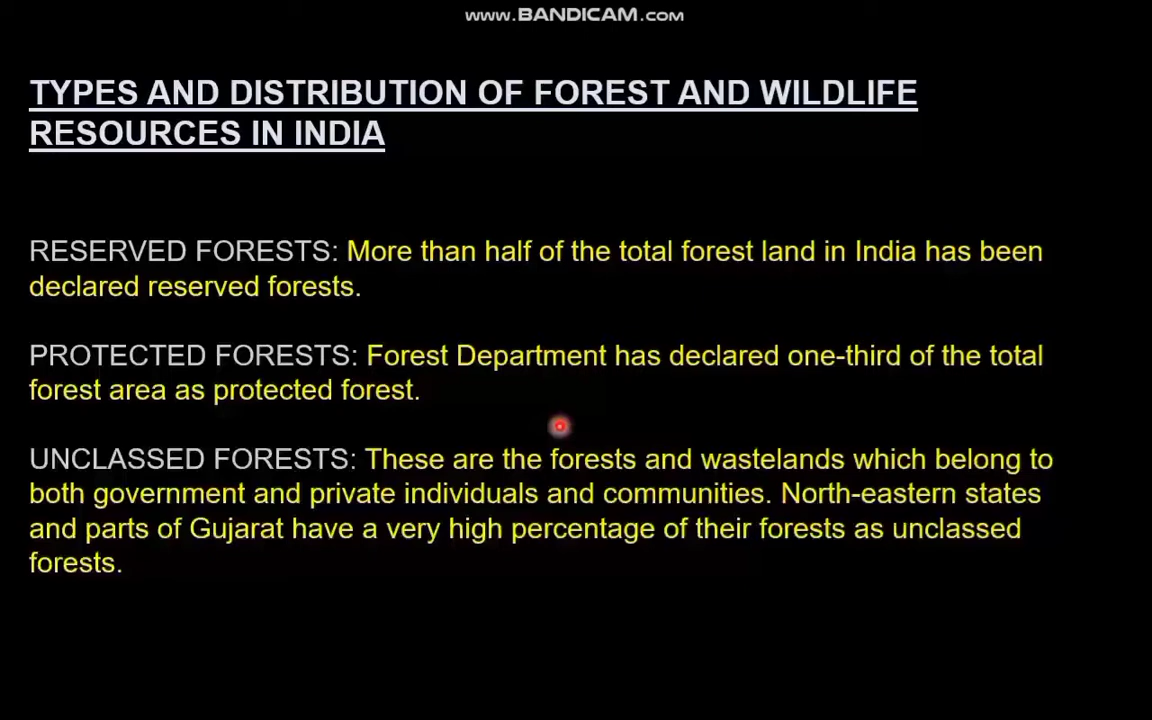 www.BANDICAM.com
TYPES AND DISTRIBUTION OF FOREST AND WILDLIFE
RESOURCES IN INDIA
RESERVED FORESTS: More than half of the total forest land in India has been
declared reserved forests.
PROTECTED FORESTS: Forest Department has declared one-third of the total
forest area as protected forest.
UNCLASSED FORESTS: These are the forests and wastelands which belong to
both government and private individuals and communities. North-eastern states
and parts of Gujarat have a very high percentage of their forests as unclassed
forests.